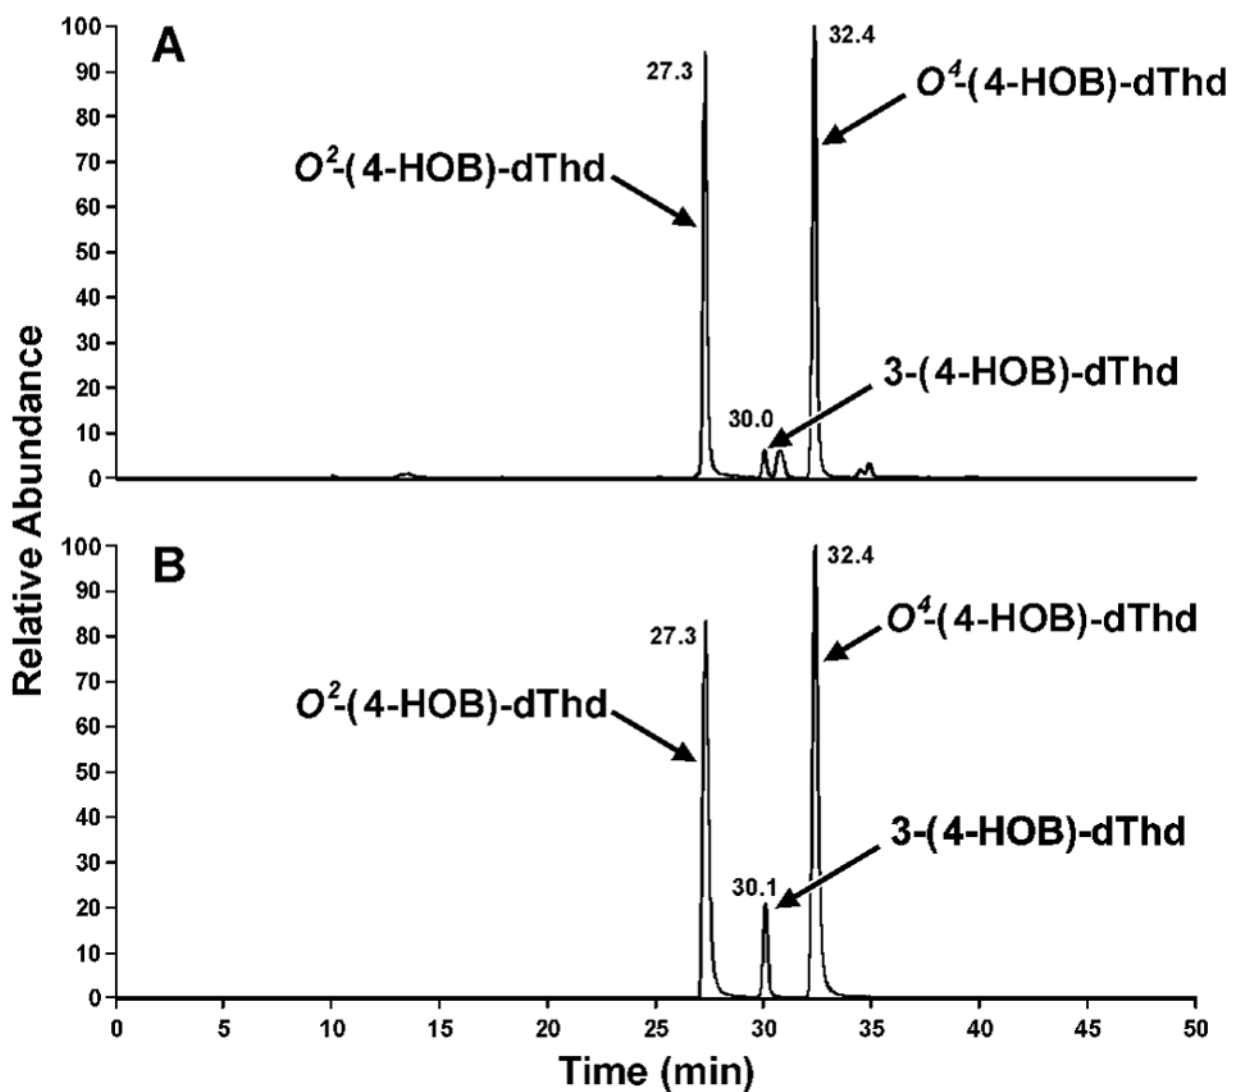 A
100
90
80
70
60
50
40
30
20
10
0
27.3
32.4
O⁴-(4-HOB)-dThd
O²-(4-HOB)-dThd
3-(4-HOB)-dThd
30.0
Relative Abundance
B
100
90
80
70
60
50
40
30
20
10
0
27.3
32.4
O⁴-(4-HOB)-dThd
O²-(4-HOB)-dThd
3-(4-HOB)-dThd
30.1
0 5 10 15 20 25 30 35 40 45 50
Time (min)